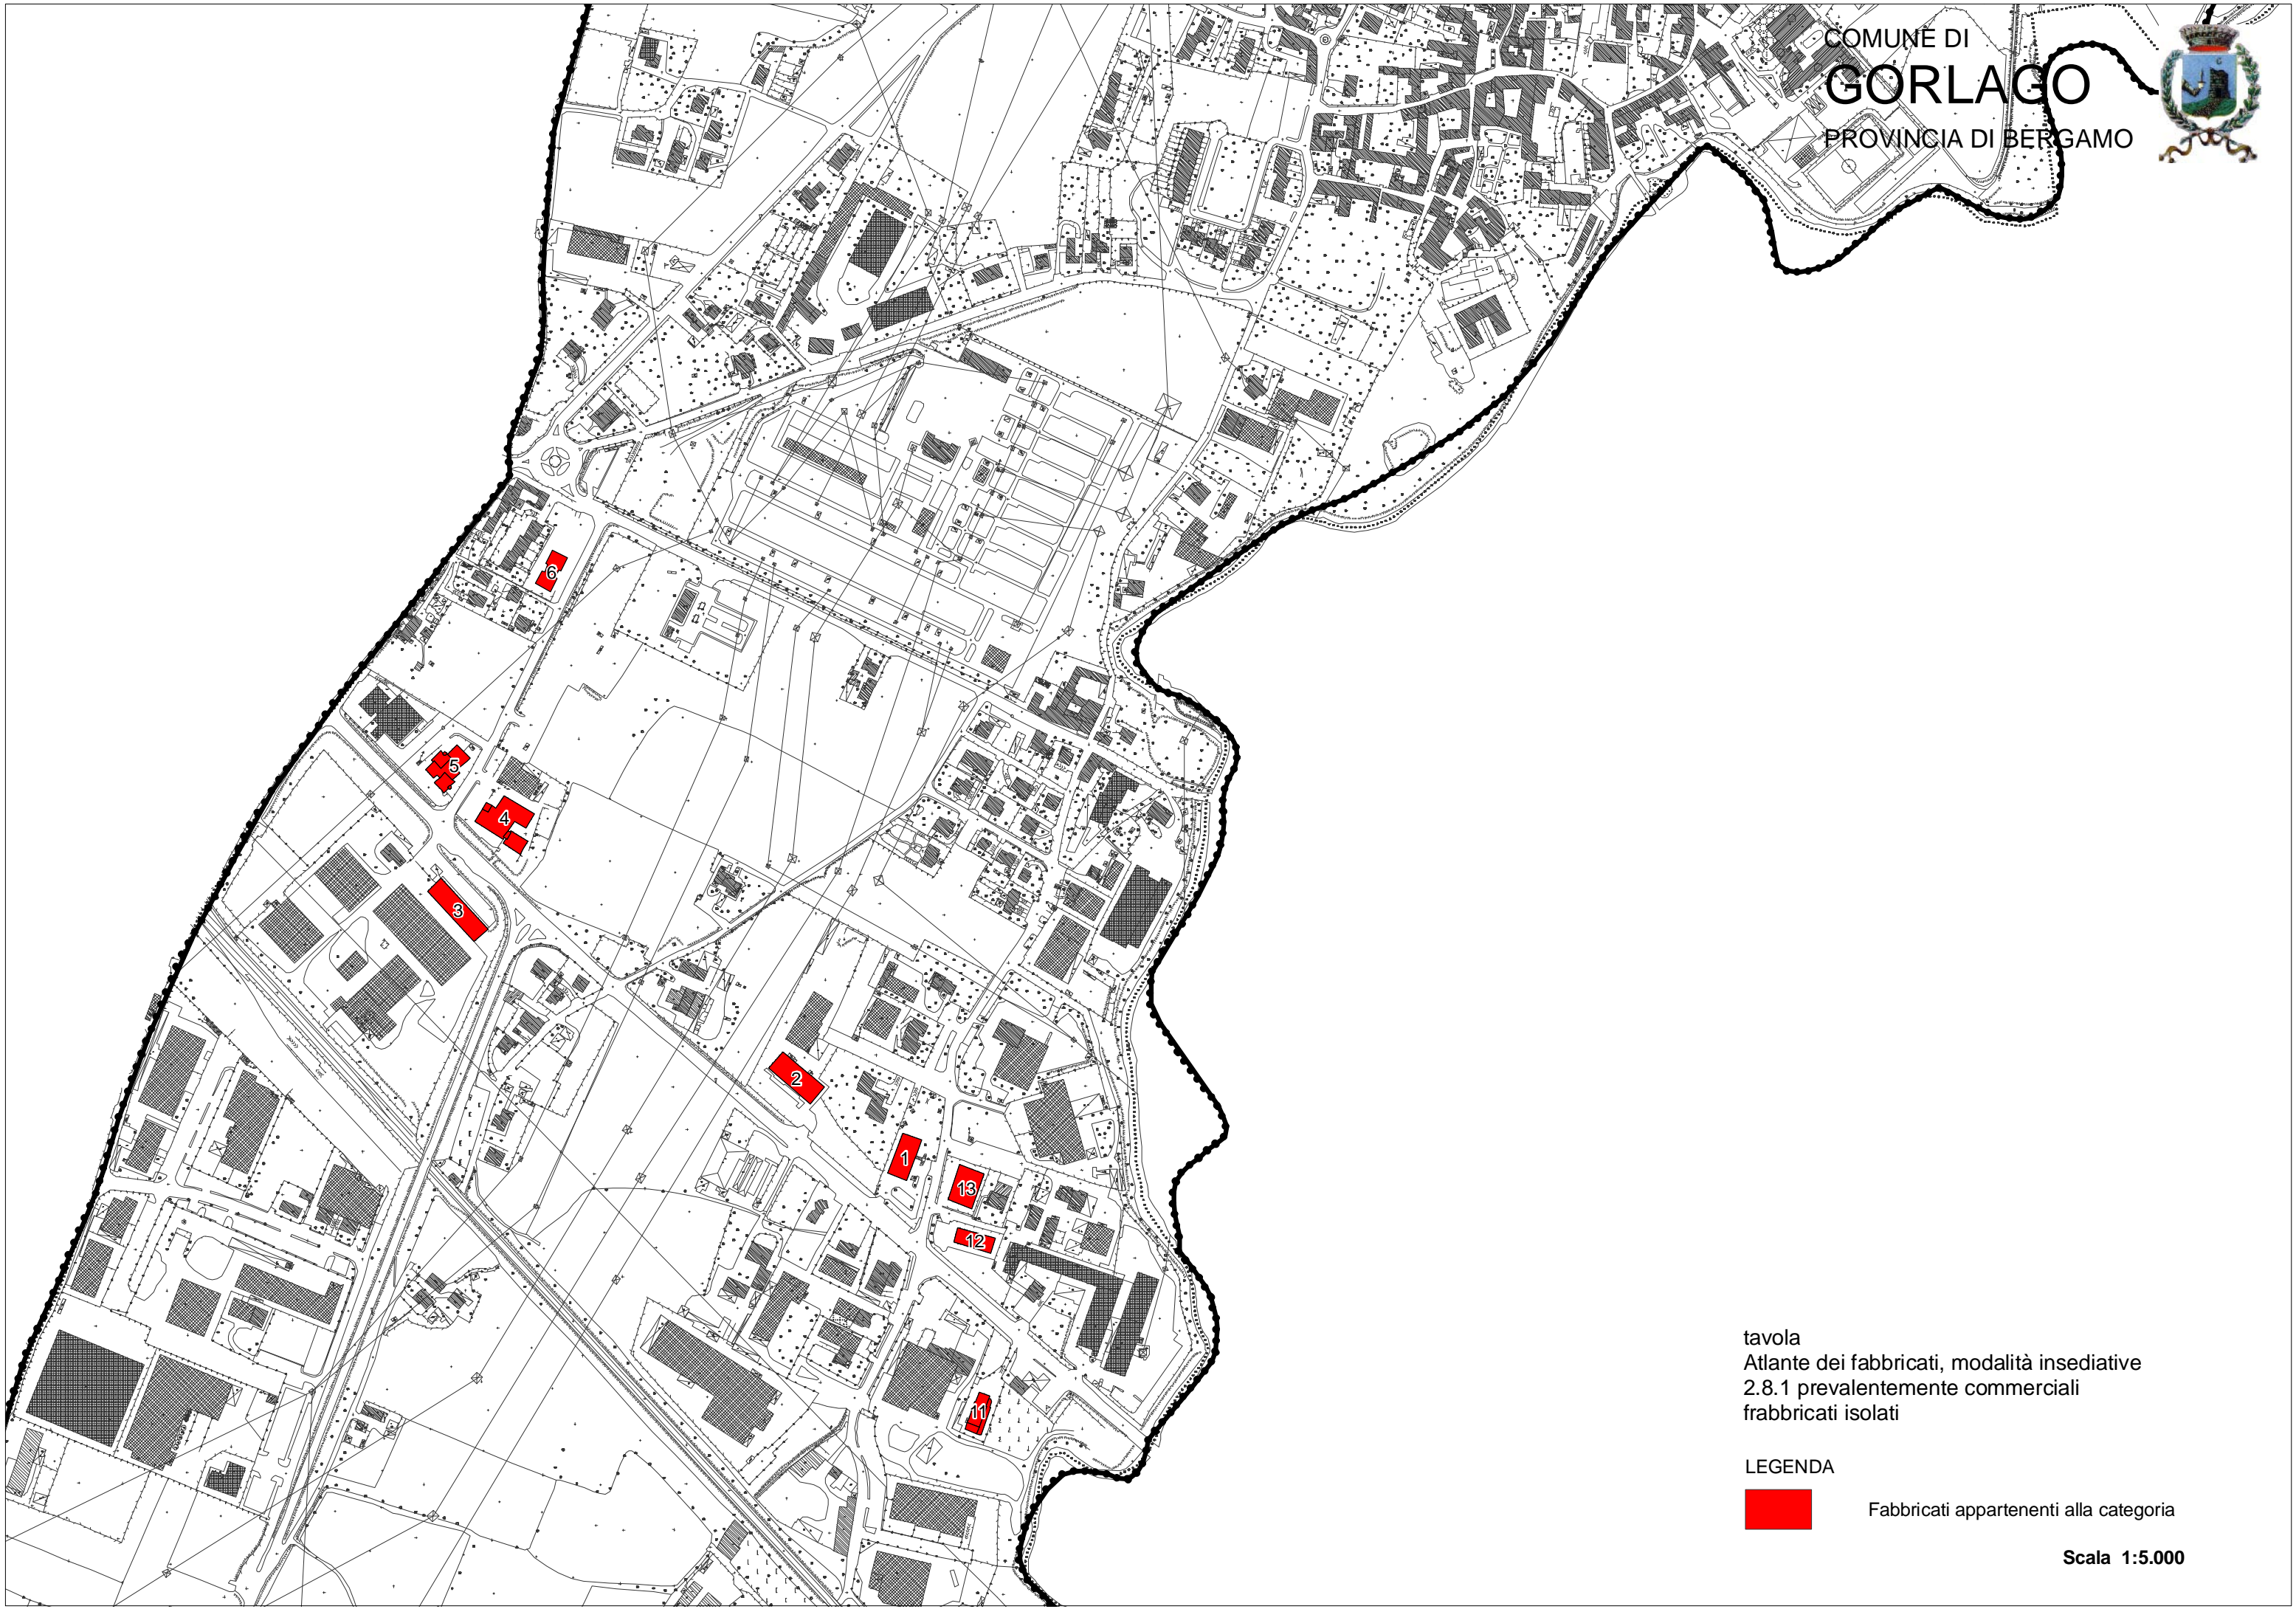 COMUNE DI
GORLAGO
PROVINCIA DI BERGAMO
6
5
4
3
2
1
13
12
11
tavola
Atlante dei fabbricati, modalità insediative
2.8.1 prevalentemente commerciali
frabbricati isolati
LEGENDA
Fabbricati appartenenti alla categoria
Scala 1:5.000